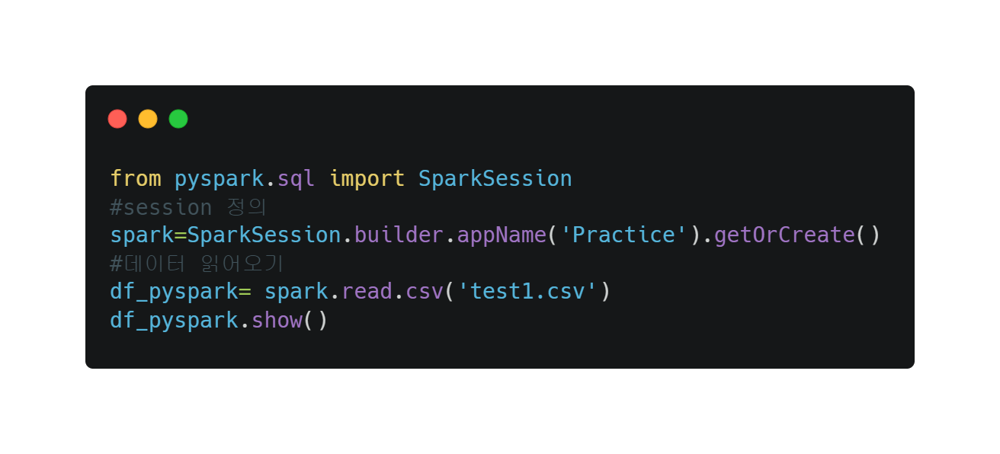 from pyspark.sql import SparkSession
#session 정의
spark=SparkSession.builder.appName('Practice').getOrCreate()
#데이터 읽어오기
df_pyspark= spark.read.csv('test1.csv')
df_pyspark.show()